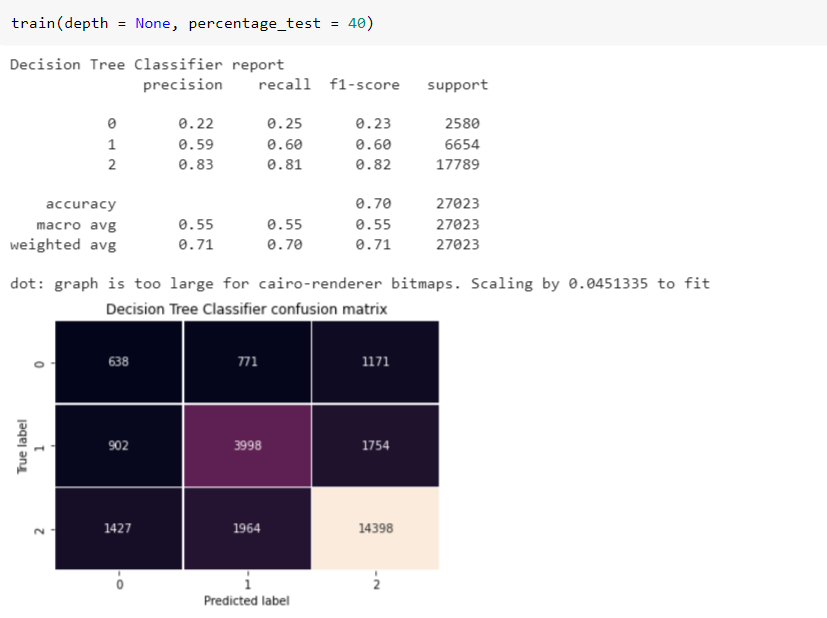 train(depth = None, percentage_test = 40)
Decision Tree Classifier report
precision recall f1-score support
0 0.22 0.25 0.23 2580
1 0.59 0.60 0.60 6654
2 0.83 0.81 0.82 17789
accuracy 0.70 27023
macro avg 0.55 0.55 0.55 27023
weighted avg 0.71 0.70 0.71 27023
dot: graph is too large for cairo-renderer bitmaps. Scaling by 0.0451335 to fit
Decision Tree Classifier confusion matrix
0 638 771 1171
True label
1 902 3998 1754
2 1427 1964 14398
0 1 2
Predicted label